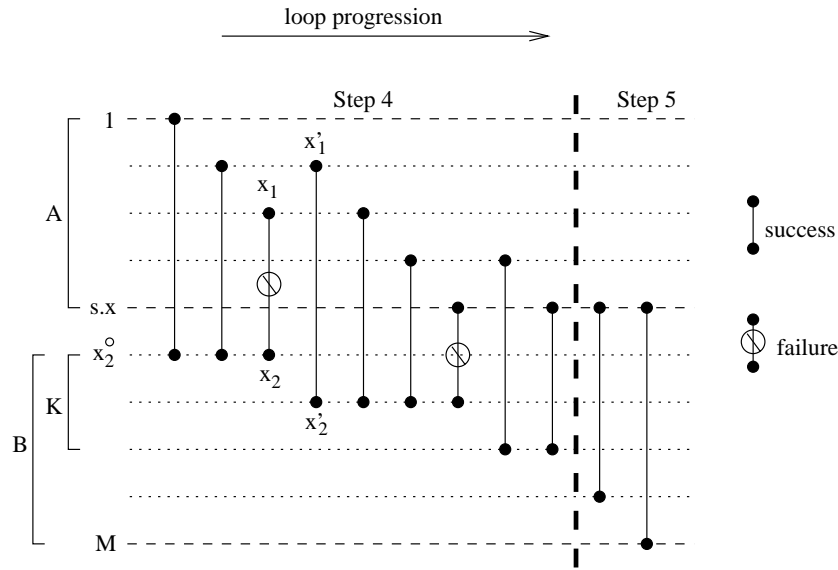 loop progression
Step 4
Step 5
1
x'1
x1
A
success
s.x
x2°
x2
failure
K
x'2
B
M